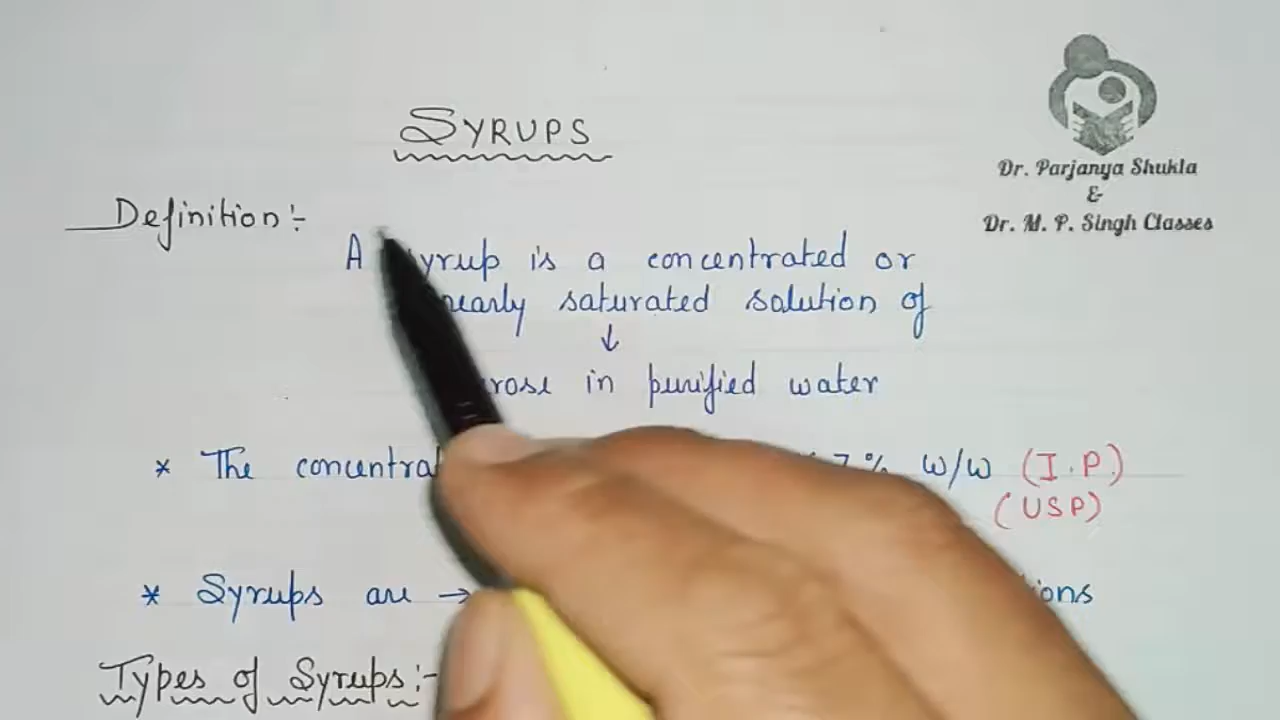 SYRUPS
Dr. Parjanya Shukla
&
Dr. M. P. Singh Classes
Definition:-
A syrup is a concentrated or
nearly saturated solution of
↓
in purified water
* The w/w (I.P.)
(USP)
* Syrups are →
Types of Syrups:-